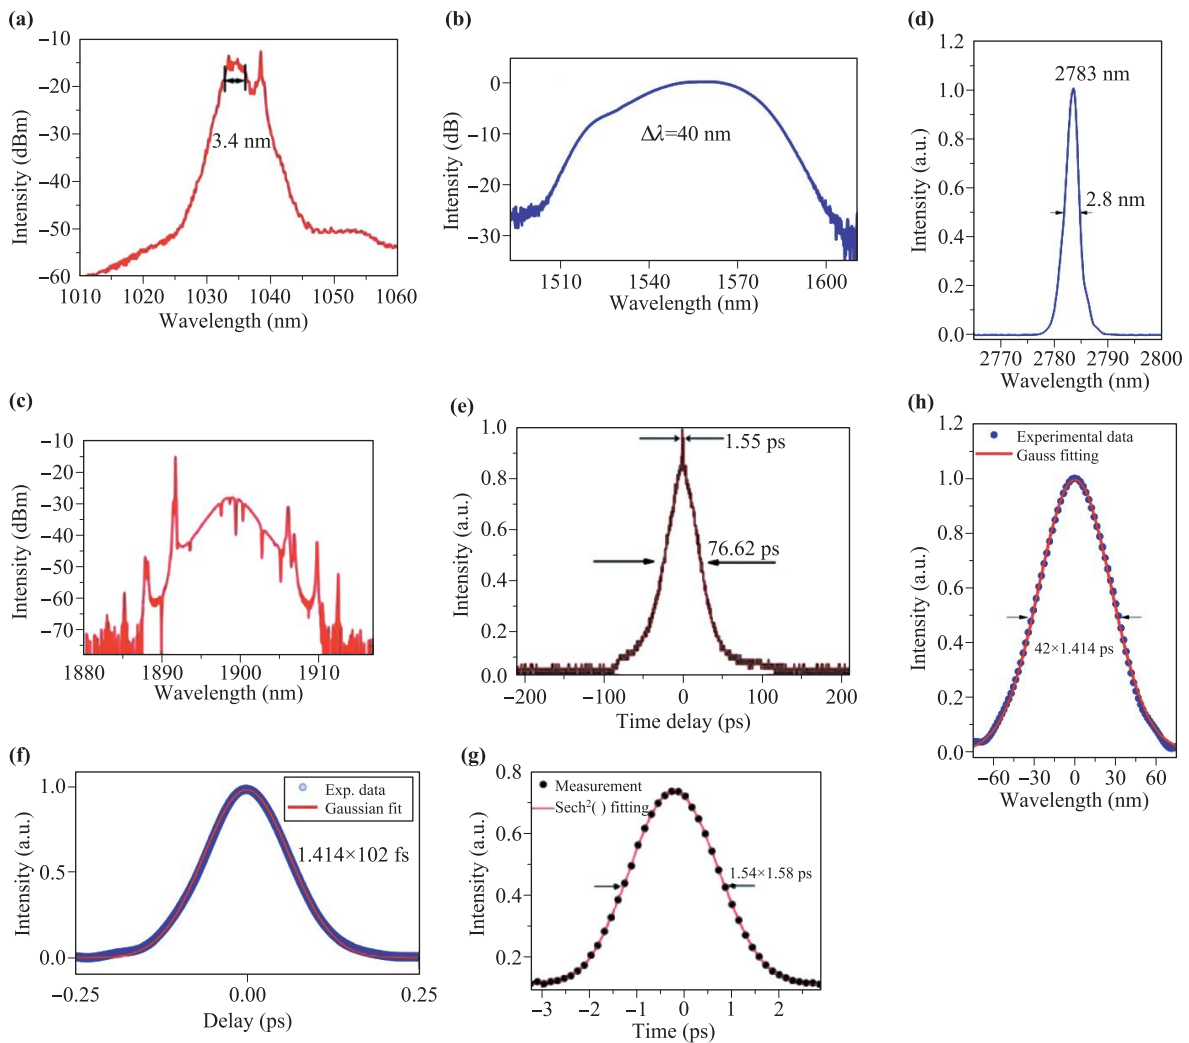 (a)
−10
−20
−30
−40
−50
−60
Intensity (dBm)
3.4 nm
1010 1020 1030 1040 1050 1060
Wavelength (nm)
(b)
0
−10
−20
−30
Intensity (dB)
Δλ=40 nm
1510 1540 1570 1600
Wavelength (nm)
(d)
1.2
1.0
0.8
0.6
0.4
0.2
0.0
Intensity (a.u.)
2783 nm
2.8 nm
2770 2780 2790 2800
Wavelength (nm)
(c)
−10
−20
−30
−40
−50
−60
−70
Intensity (dBm)
1880 1890 1900 1910
Wavelength (nm)
(e)
1.0
0.8
0.6
0.4
0.2
0.0
Intensity (a.u.)
1.55 ps
76.62 ps
−200 −100 0 100 200
Time delay (ps)
(h)
1.2
1.0
0.8
0.6
0.4
0.2
0.0
Intensity (a.u.)
Experimental data
Gauss fitting
42×1.414 ps
−60 −30 0 30 60
Wavelength (nm)
(f)
1.0
0.5
0.0
Intensity (a.u.)
Exp. data
Gaussian fit
1.414×102 fs
−0.25 0.00 0.25
Delay (ps)
(g)
0.8
0.6
0.4
0.2
Intensity (a.u.)
Measurement
Sech²( ) fitting
1.54×1.58 ps
−3 −2 −1 0 1 2
Time (ps)